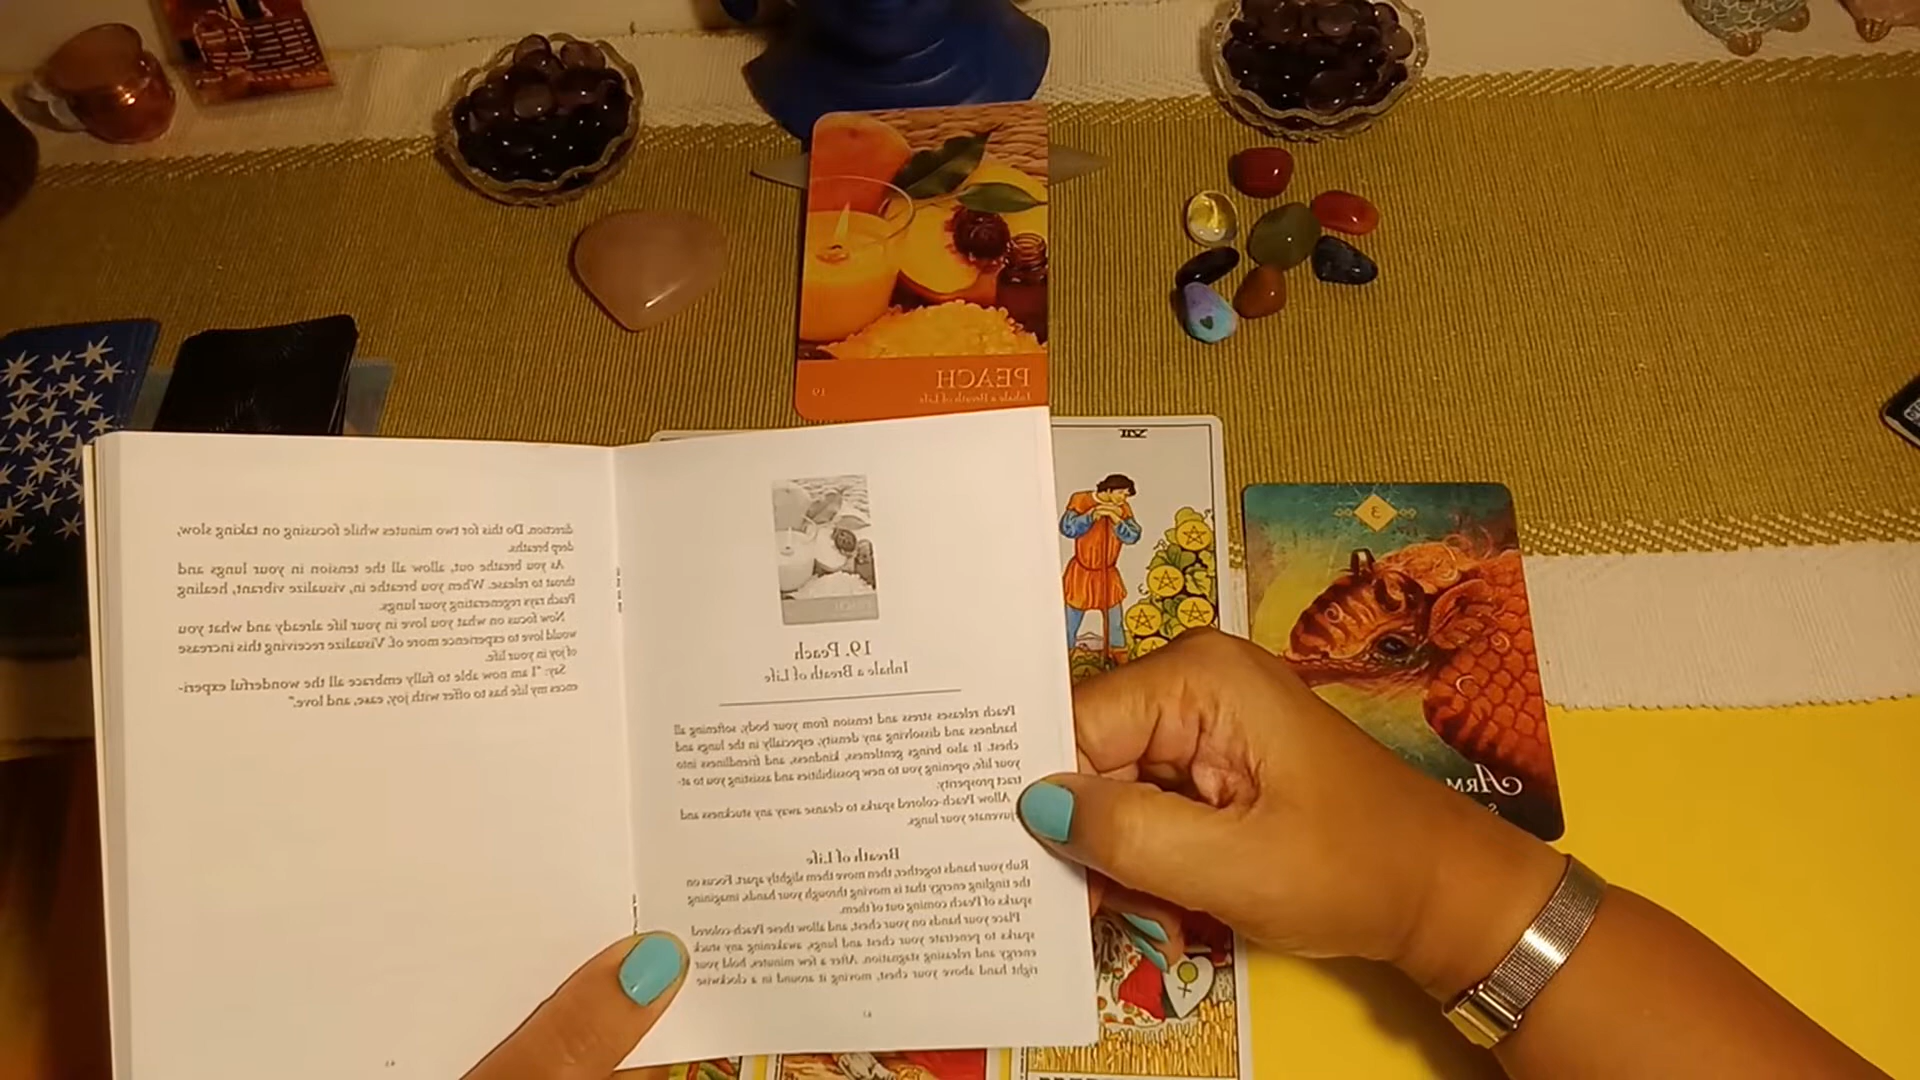 PEACH
Inhale a Breath of Life
19
VII
3
ARM
PEACH
19. Peach
Inhale a Breath of Life
Peach releases stress and tension from your body, softening all
hardness and dissolving any density, especially in the lungs and
chest. It also brings gentleness, kindness, and friendliness into
your life, opening you to new possibilities and assisting you to at-
tract prosperity.
Allow Peach-colored sparks to cleanse away any stuckness and
rejuvenate your lungs.
Breath of Life
Rub your hands together, then move them slightly apart. Focus on
the tingling energy that is moving through your hands, imagining
sparks of Peach coming out of them.
Place your hands on your chest, and allow these Peach-colored
sparks to penetrate your chest and lungs, awakening any stuck
energy and releasing stagnation. After a few minutes, hold your
right hand above your chest, moving it around in a clockwise
direction. Do this for two minutes while focusing on taking slow,
deep breaths.
As you breathe out, allow all the tension in your lungs and
throat to release. When you breathe in, visualize vibrant, healing
Peach rays regenerating your lungs.
Now focus on what you love in your life already and what you
would love to experience more of. Visualize receiving this increase
of joy in your life.
Say: "I am now able to fully embrace all the wonderful experi-
ences my life has to offer with joy, ease, and love."